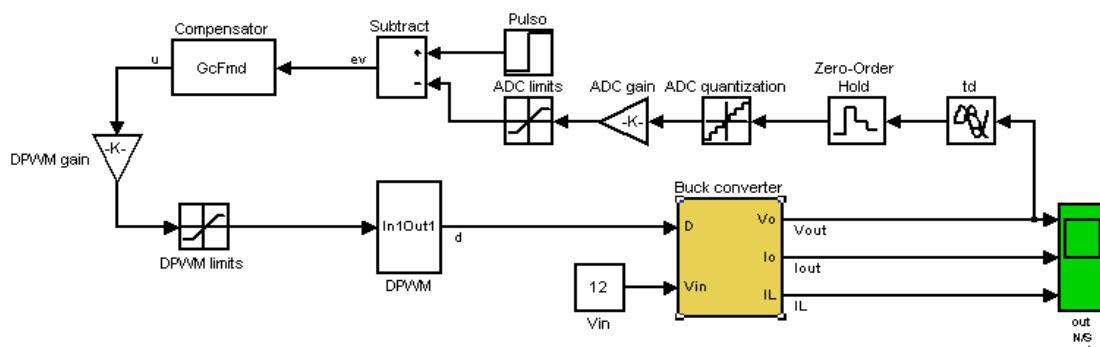 Compensator
GcFmd
u
ev
Subtract
+
-
Pulso
ADC limits
ADC gain
-K-
ADC quantization
Zero-Order
Hold
td
-K-
DPWM gain
DPWM limits
In1Out1
DPWM
d
Buck converter
D
Vin
Vo
Io
IL
Vout
Iout
IL
12
Vin
out
N/S